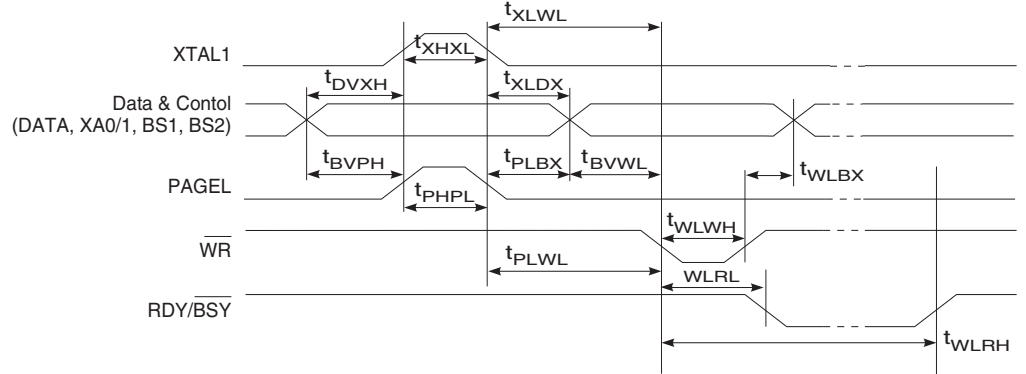 tXLWL
XTAL1
tXHXL
tDVXH
tXLDX
Data & Contol
(DATA, XA0/1, BS1, BS2)
tBVPH
tPLBX
tBVWL
tWLBX
PAGEL
tPHPL
tWLWH
WR
tPLWL
WLRL
RDY/BSY
tWLRH